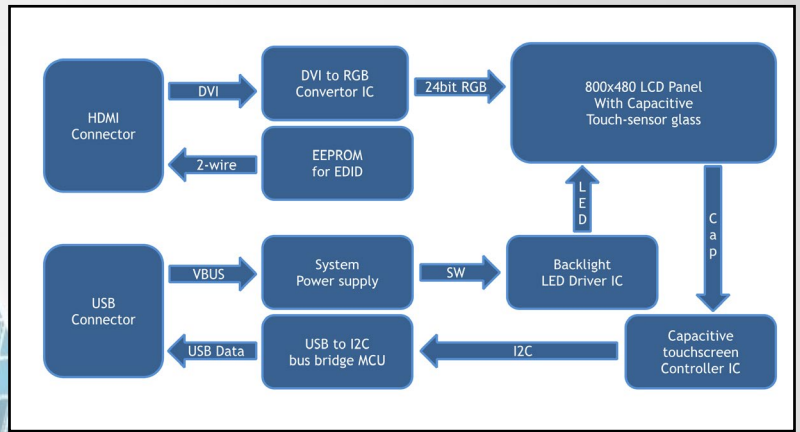 HDMI
Connector
DVI
DVI to RGB
Convertor IC
24bit RGB
800x480 LCD Panel
With Capacitive
Touch-sensor glass
2-wire
EEPROM
for EDID
LED
Cap
USB
Connector
VBUS
System
Power supply
SW
Backlight
LED Driver IC
USB Data
USB to I2C
bus bridge MCU
I2C
Capacitive
touchscreen
Controller IC